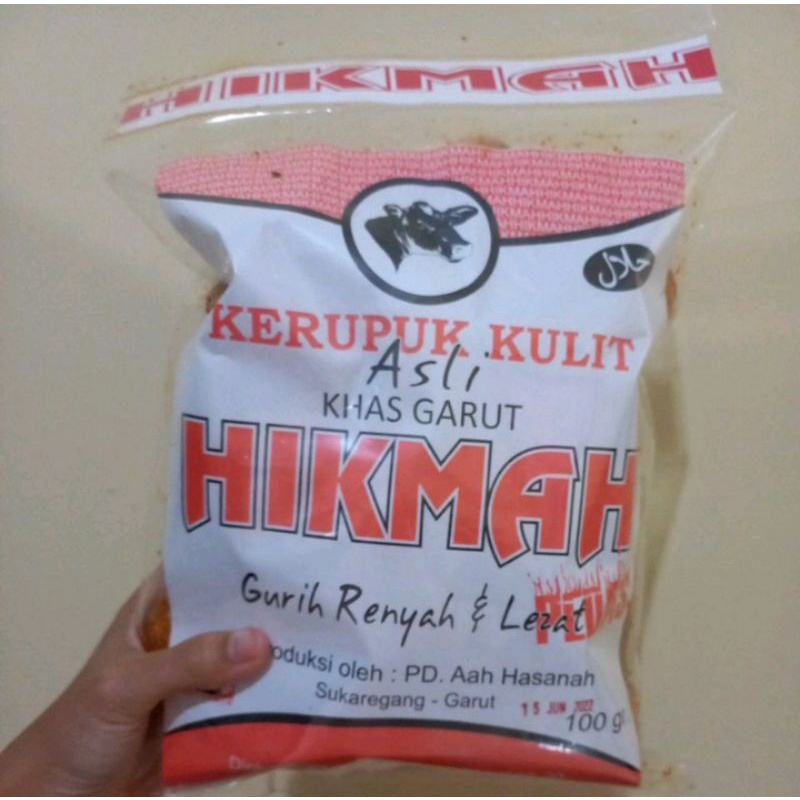 HIKMAH
حلال
KERUPUK KULIT
Asli
KHAS GARUT
HIKMAH
Gurih Renyah & Lezat
oduksi oleh : PD. Aah Hasanah
Sukaregang - Garut
15 JUN 2022
100 g